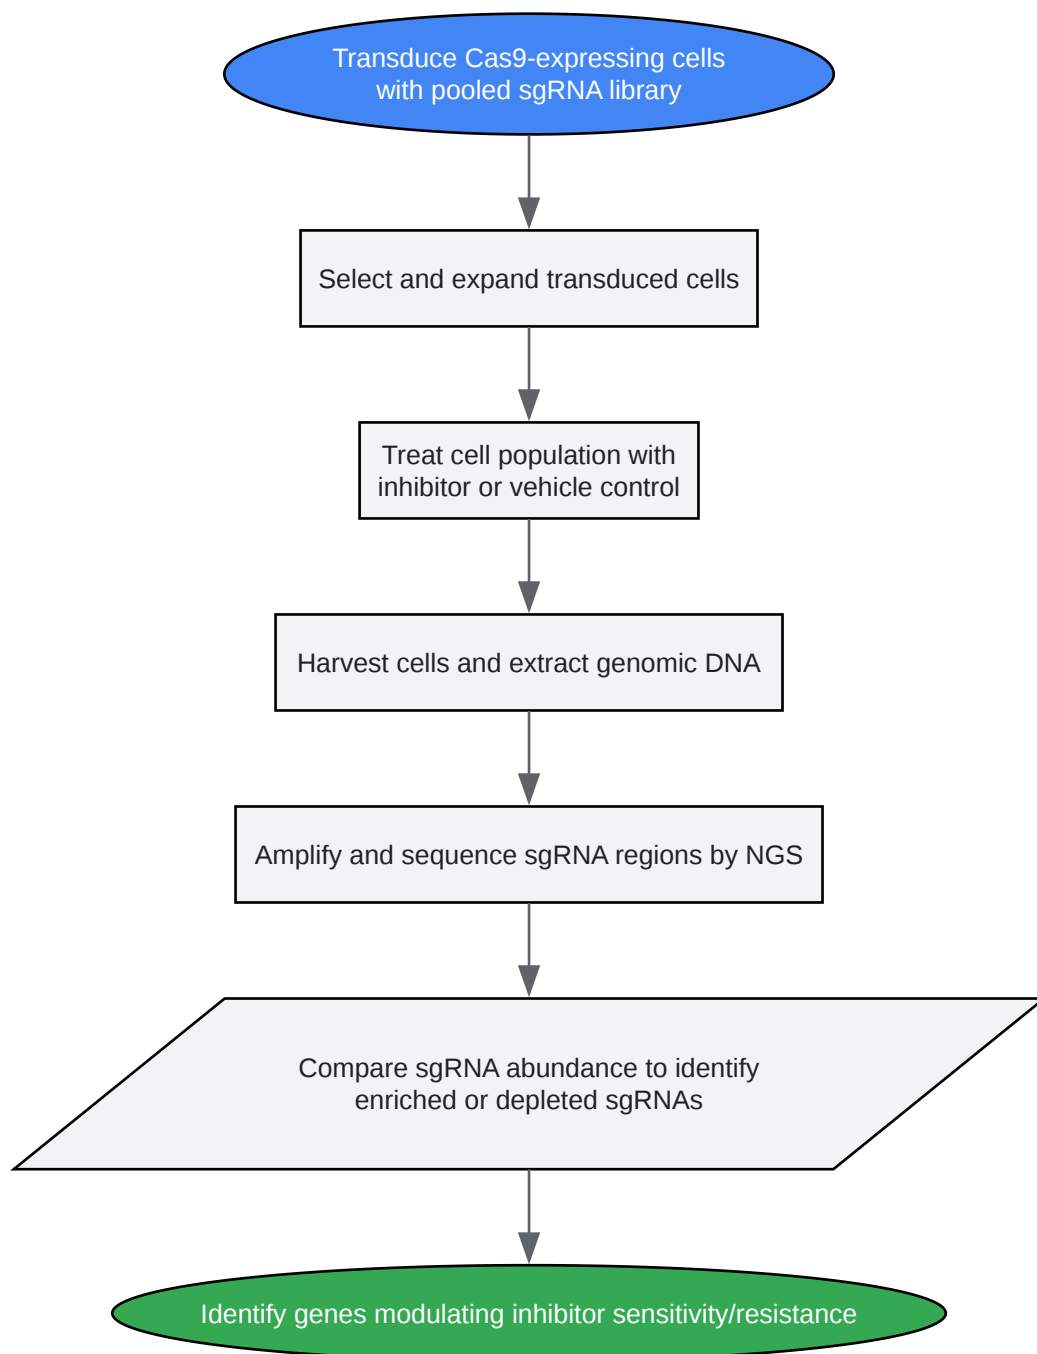 Transduce Cas9-expressing cells
with pooled sgRNA library
Select and expand transduced cells
Treat cell population with
inhibitor or vehicle control
Harvest cells and extract genomic DNA
Amplify and sequence sgRNA regions by NGS
Compare sgRNA abundance to identify
enriched or depleted sgRNAs
Identify genes modulating inhibitor sensitivity/resistance